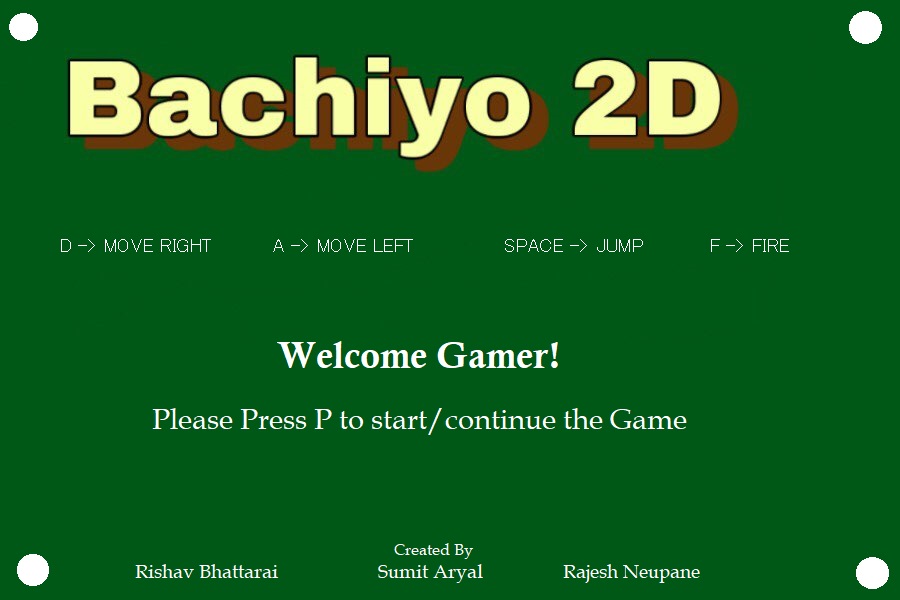 Bachiyo 2D
D -> MOVE RIGHT A -> MOVE LEFT SPACE -> JUMP F -> FIRE
Welcome Gamer!
Please Press P to start/continue the Game
Created By
Rishav Bhattarai Sumit Aryal Rajesh Neupane